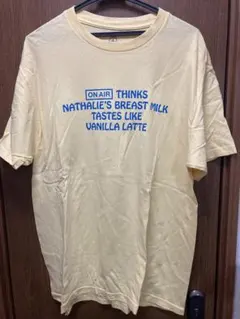 ON AIR THINKS
NATHALIE'S BREAST MILK
TASTES LIKE
VANILLA LATTE